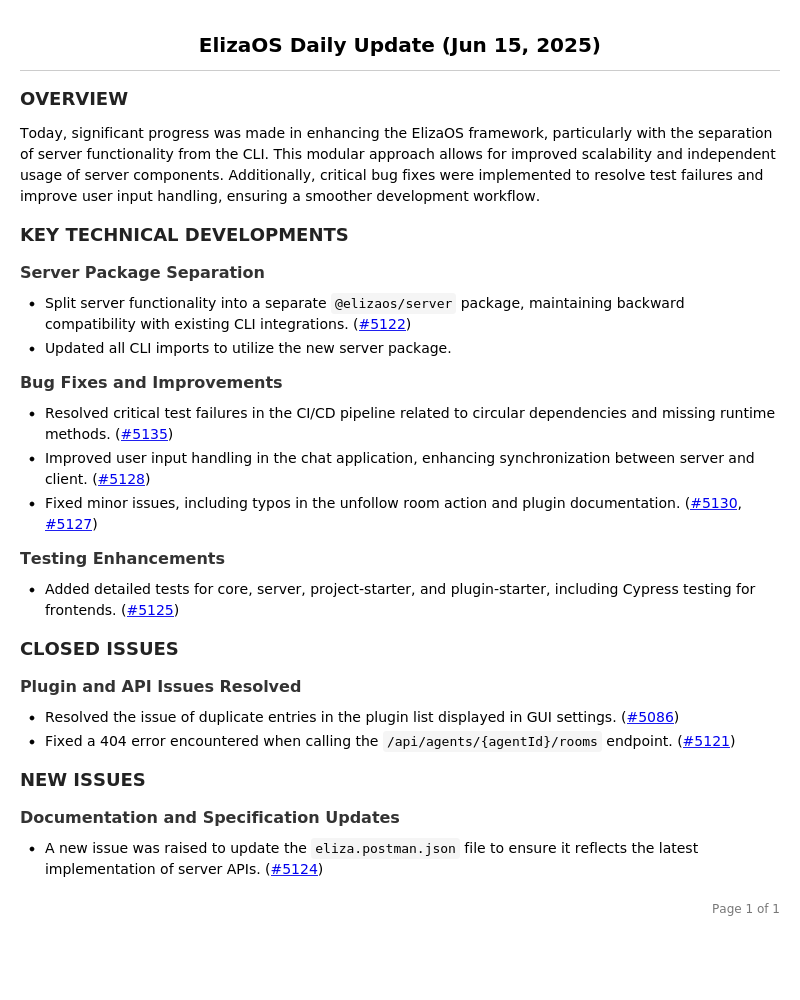 ElizaOS Daily Update (Jun 15, 2025)
OVERVIEW
Today, significant progress was made in enhancing the ElizaOS framework, particularly with the separation
of server functionality from the CLI. This modular approach allows for improved scalability and independent
usage of server components. Additionally, critical bug fixes were implemented to resolve test failures and
improve user input handling, ensuring a smoother development workflow.
KEY TECHNICAL DEVELOPMENTS
Server Package Separation
• Split server functionality into a separate @elizaos/server package, maintaining backward
compatibility with existing CLI integrations. (#5122)
• Updated all CLI imports to utilize the new server package.
Bug Fixes and Improvements
• Resolved critical test failures in the CI/CD pipeline related to circular dependencies and missing runtime
methods. (#5135)
• Improved user input handling in the chat application, enhancing synchronization between server and
client. (#5128)
• Fixed minor issues, including typos in the unfollow room action and plugin documentation. (#5130,
#5127)
Testing Enhancements
• Added detailed tests for core, server, project-starter, and plugin-starter, including Cypress testing for
frontends. (#5125)
CLOSED ISSUES
Plugin and API Issues Resolved
• Resolved the issue of duplicate entries in the plugin list displayed in GUI settings. (#5086)
• Fixed a 404 error encountered when calling the /api/agents/{agentId}/rooms endpoint. (#5121)
NEW ISSUES
Documentation and Specification Updates
• A new issue was raised to update the eliza.postman.json file to ensure it reflects the latest
implementation of server APIs. (#5124)
Page 1 of 1